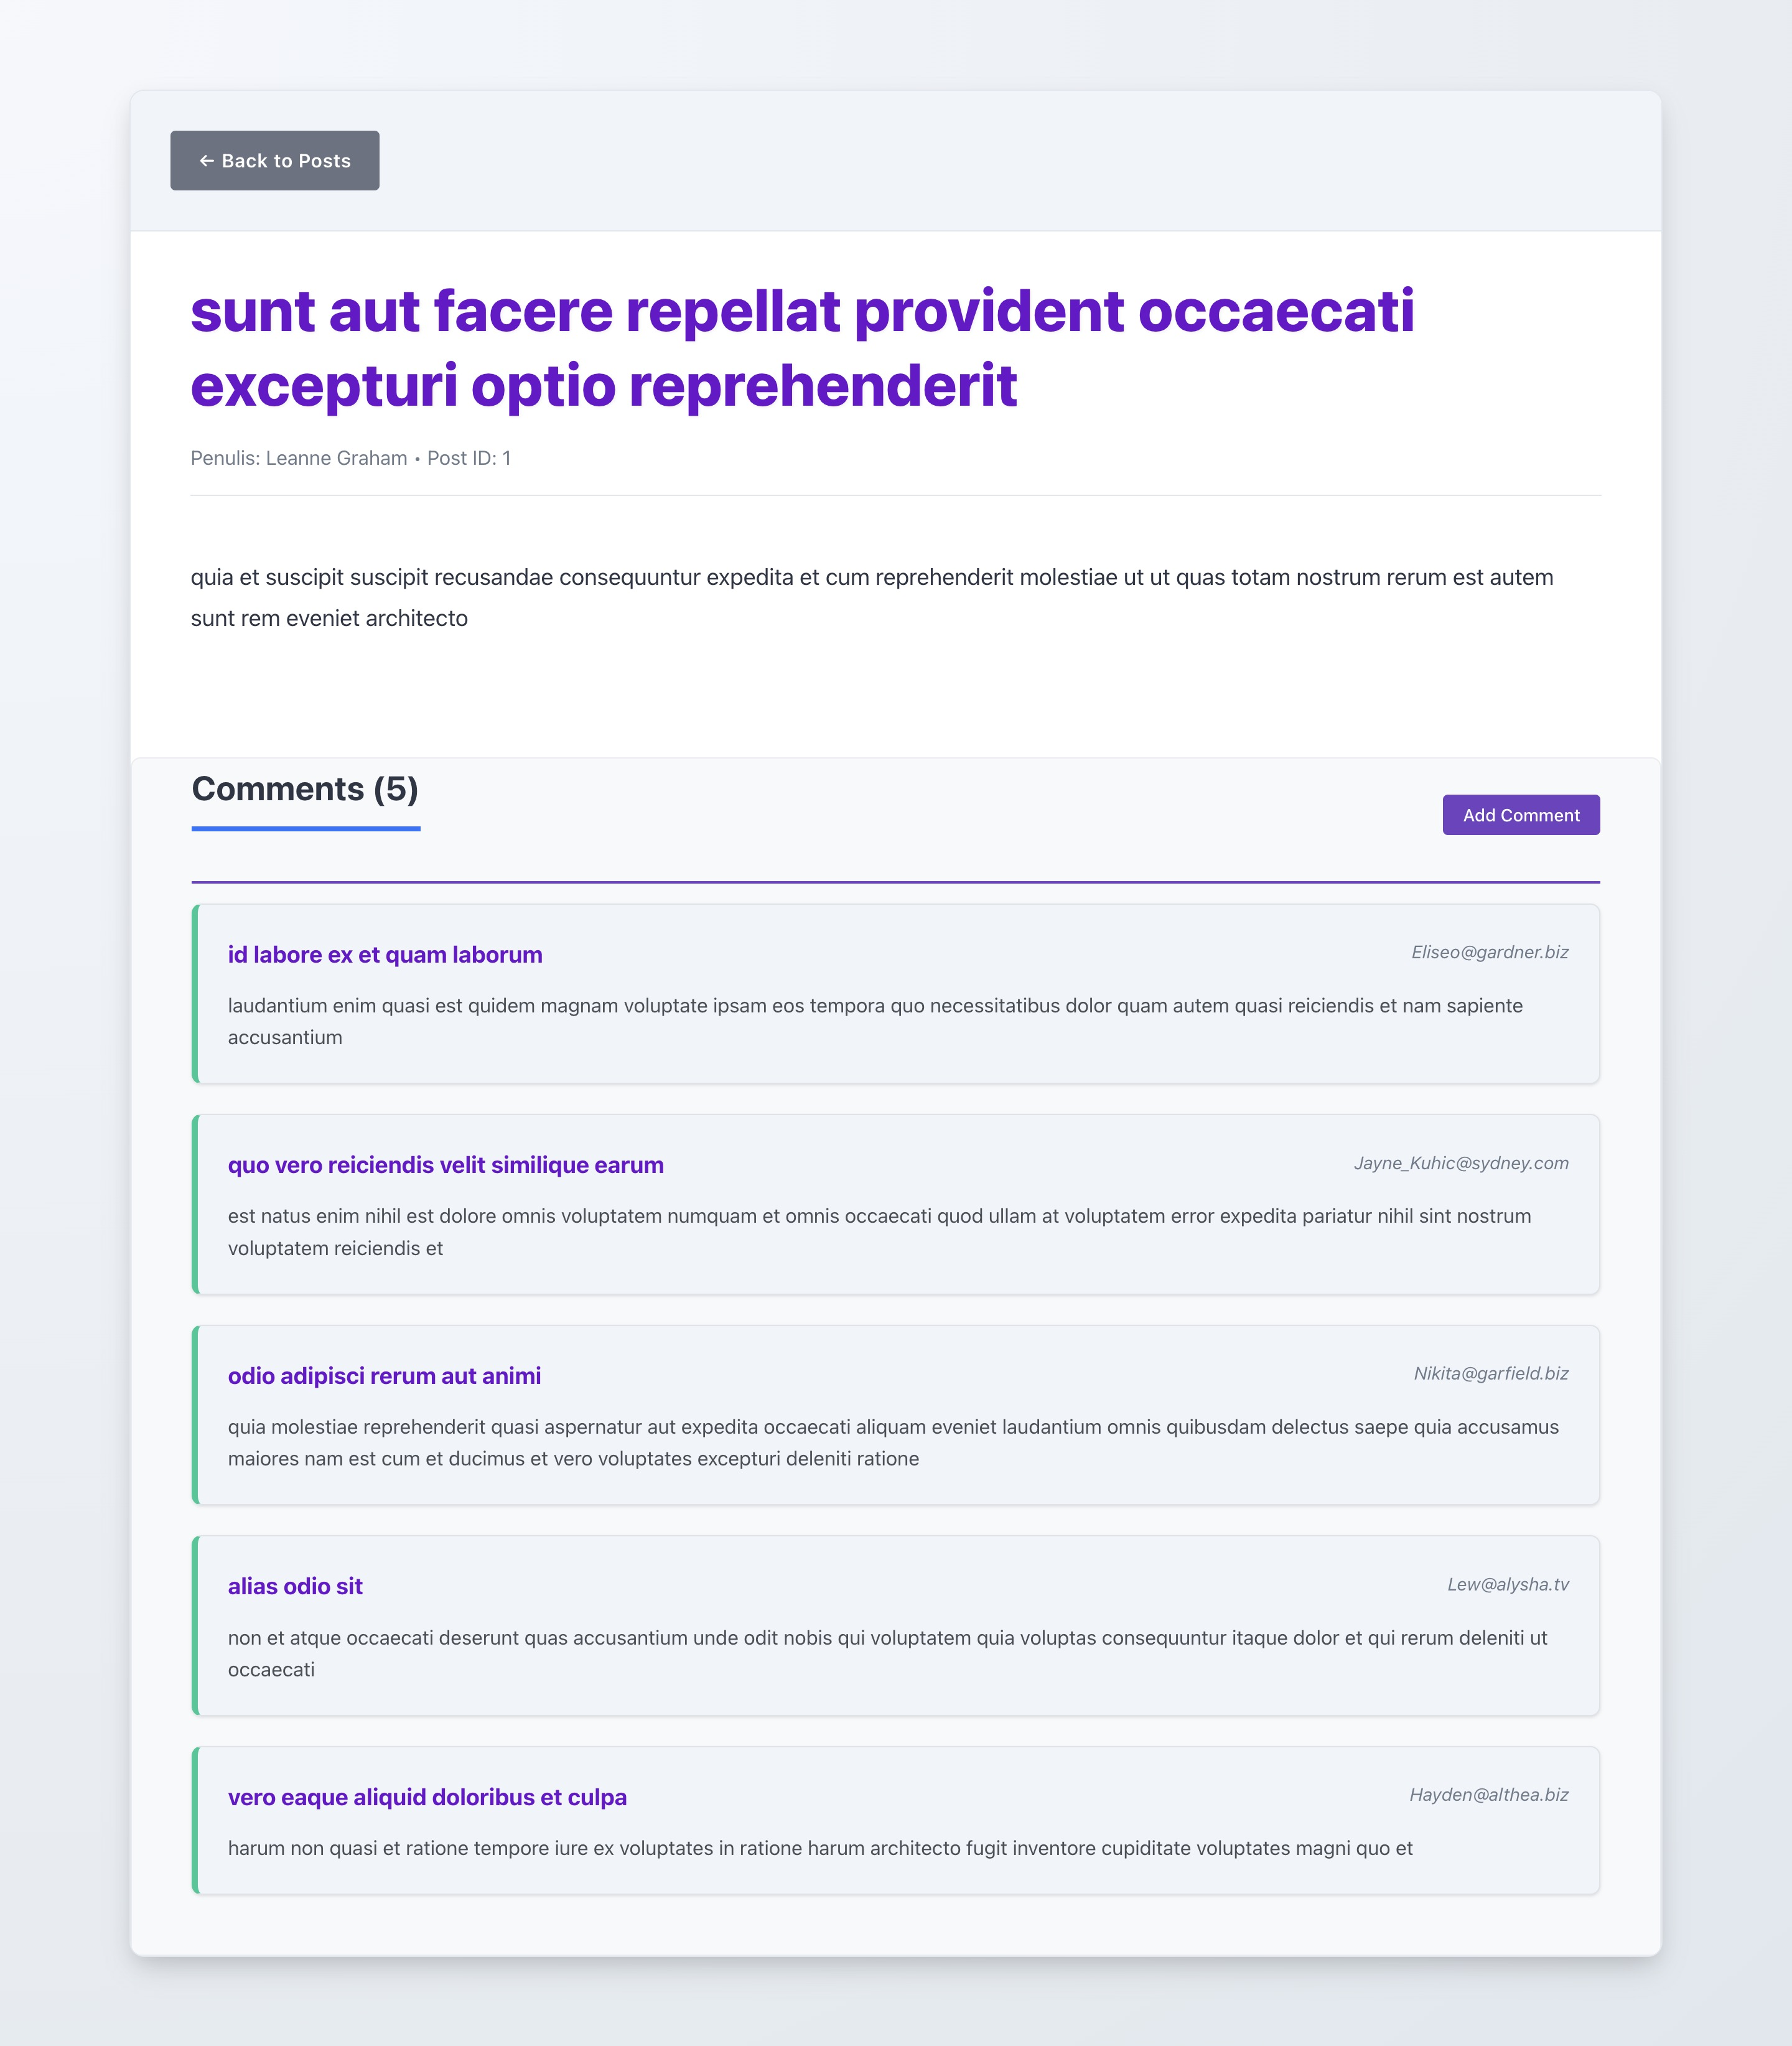 ← Back to Posts
sunt aut facere repellat provident occaecati
excepturi optio reprehenderit
Penulis: Leanne Graham • Post ID: 1
quia et suscipit suscipit recusandae consequuntur expedita et cum reprehenderit molestiae ut ut quas totam nostrum rerum est autem
sunt rem eveniet architecto
Comments (5)
Add Comment
id labore ex et quam laborum
Eliseo@gardner.biz
laudantium enim quasi est quidem magnam voluptate ipsam eos tempora quo necessitatibus dolor quam autem quasi reiciendis et nam sapiente
accusantium
quo vero reiciendis velit similique earum
Jayne_Kuhic@sydney.com
est natus enim nihil est dolore omnis voluptatem numquam et omnis occaecati quod ullam at voluptatem error expedita pariatur nihil sint nostrum
voluptatem reiciendis et
odio adipisci rerum aut animi
Nikita@garfield.biz
quia molestiae reprehenderit quasi aspernatur aut expedita occaecati aliquam eveniet laudantium omnis quibusdam delectus saepe quia accusamus
maiores nam est cum et ducimus et vero voluptates excepturi deleniti ratione
alias odio sit
Lew@alysha.tv
non et atque occaecati deserunt quas accusantium unde odit nobis qui voluptatem quia voluptas consequuntur itaque dolor et qui rerum deleniti ut
occaecati
vero eaque aliquid doloribus et culpa
Hayden@althea.biz
harum non quasi et ratione tempore iure ex voluptates in ratione harum architecto fugit inventore cupiditate voluptates magni quo et